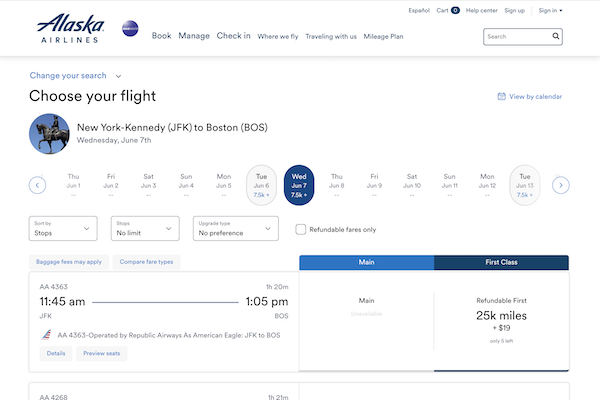 Español Cart 0 Help center Sign up Sign in
Alaska
AIRLINES
Book Manage Check in Where we fly Traveling with us Mileage Plan
Search
Change your search
Choose your flight
View by calendar
New York-Kennedy (JFK) to Boston (BOS)
Wednesday, June 7th
Thu Fri Sat Sun Mon Tue Wed Thu Fri Sat Sun Mon Tue
Jun 1 Jun 2 Jun 3 Jun 4 Jun 5 Jun 6 Jun 7 Jun 8 Jun 9 Jun 10 Jun 11 Jun 12 Jun 13
-- -- -- -- -- 7.5k + 7.5k + -- -- -- -- -- 7.5k +
Sort by Stops Upgrade type
Stops No limit No preference
Refundable fares only
Baggage fees may apply Compare fare types
Main First Class
AA 4363 1h 20m
11:45 am 1:05 pm
JFK BOS
AA 4363-Operated by Republic Airways As American Eagle: JFK to BOS
Details Preview seats
Main
Unavailable
Refundable First
25k miles
+ $19
only 5 left
AA 4268 1h 21m